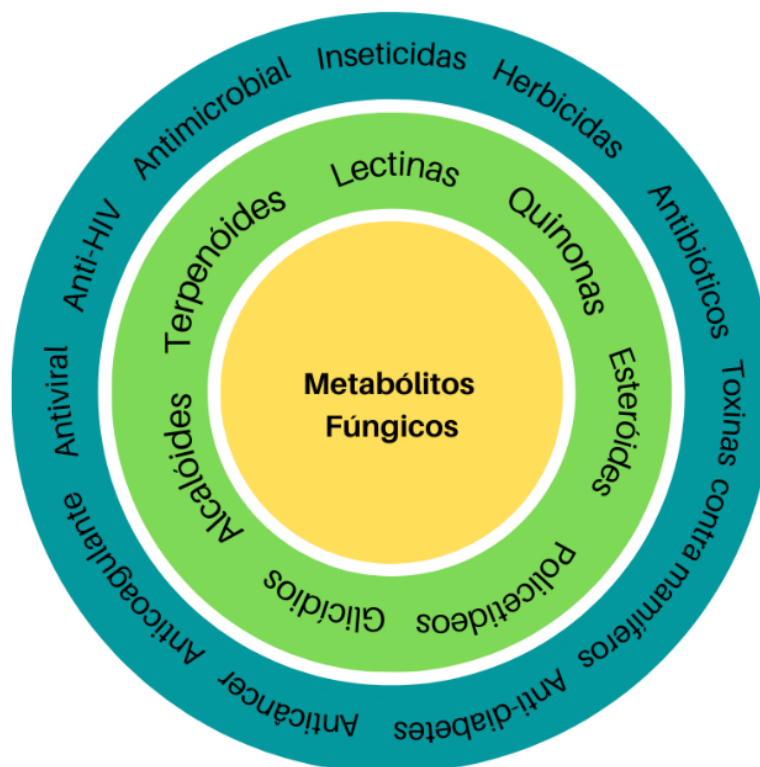 Inseticidas
Herbicidas
Antibióticos
Toxinas contra mamíferos
Anti-diabetes
Anticâncer
Anticoagulante
Antiviral
Anti-HIV
Antimicrobial
Lectinas
Quinonas
Esteróides
Policetídeos
Glicídios
Alcalóides
Terpenóides
Metabólitos
Fúngicos